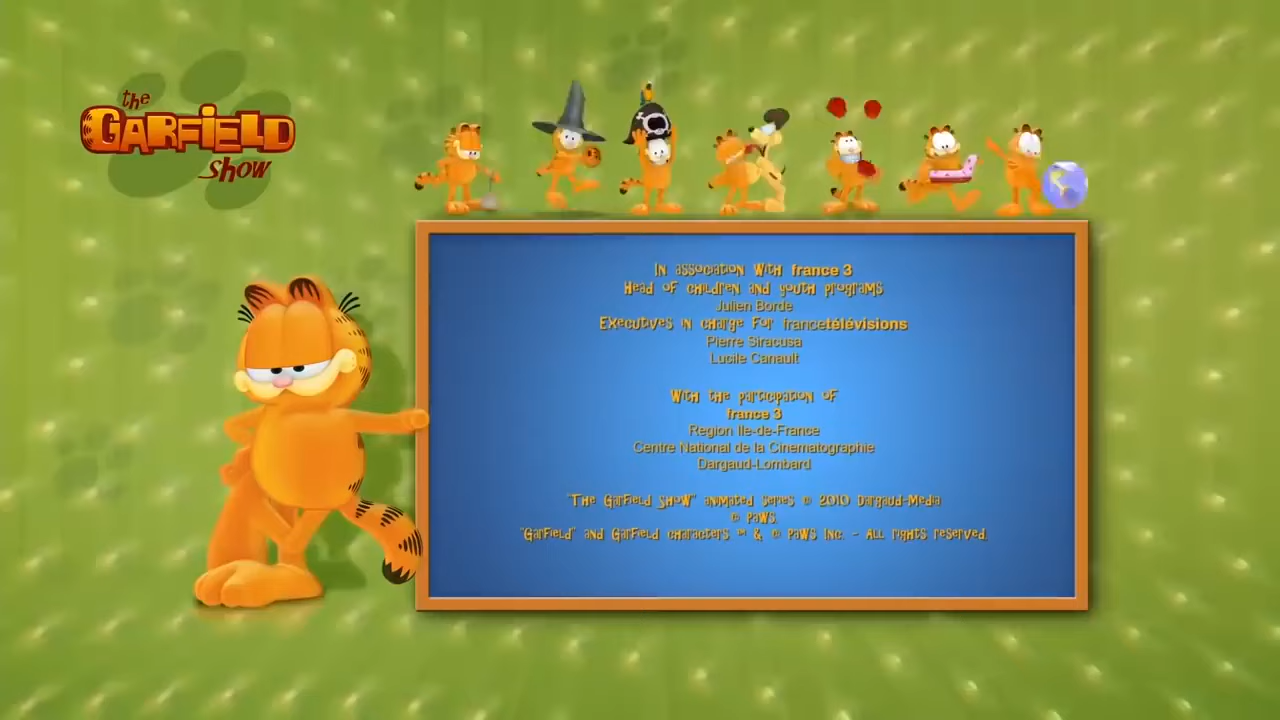 the
GARFIELD
show
In association with france 3
Head of children and youth programs
Julien Borde
Executives in charge for francetélévisions
Pierre Siracusa
Lucile Canault
With the participation of
france 3
Region Ile-de-France
Centre National de la Cinematographie
Dargaud-Lombard
"The Garfield Show" animated series © 2010 Dargaud-Media
© PAWS.
"Garfield" and Garfield characters ™ & © PAWS Inc. - All rights reserved.